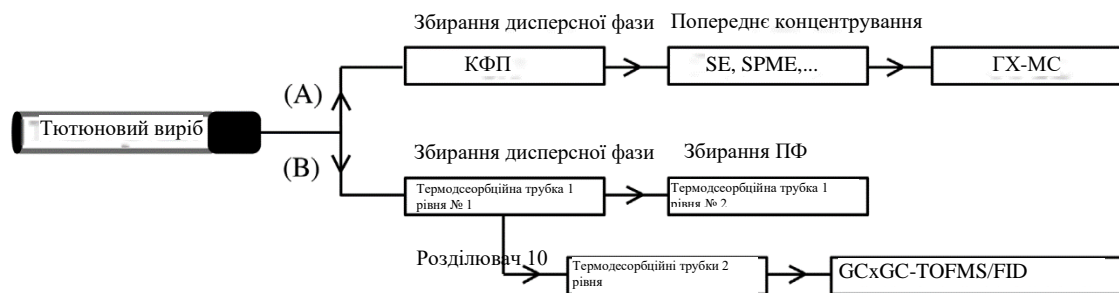 Збирання дисперсної фази Попереднє концентрування
КФП
SE, SPME,...
ГХ-МС
(A)
Тютюновий виріб
(B)
Збирання дисперсної фази Збирання ПФ
Термодсеорбційна трубка 1
рівня № 1
Термодесорбційна трубка 1
рівня № 2
Розділювач 10
Термодесорбційні трубки 2
рівня
GCxGC-TOFMS/FID